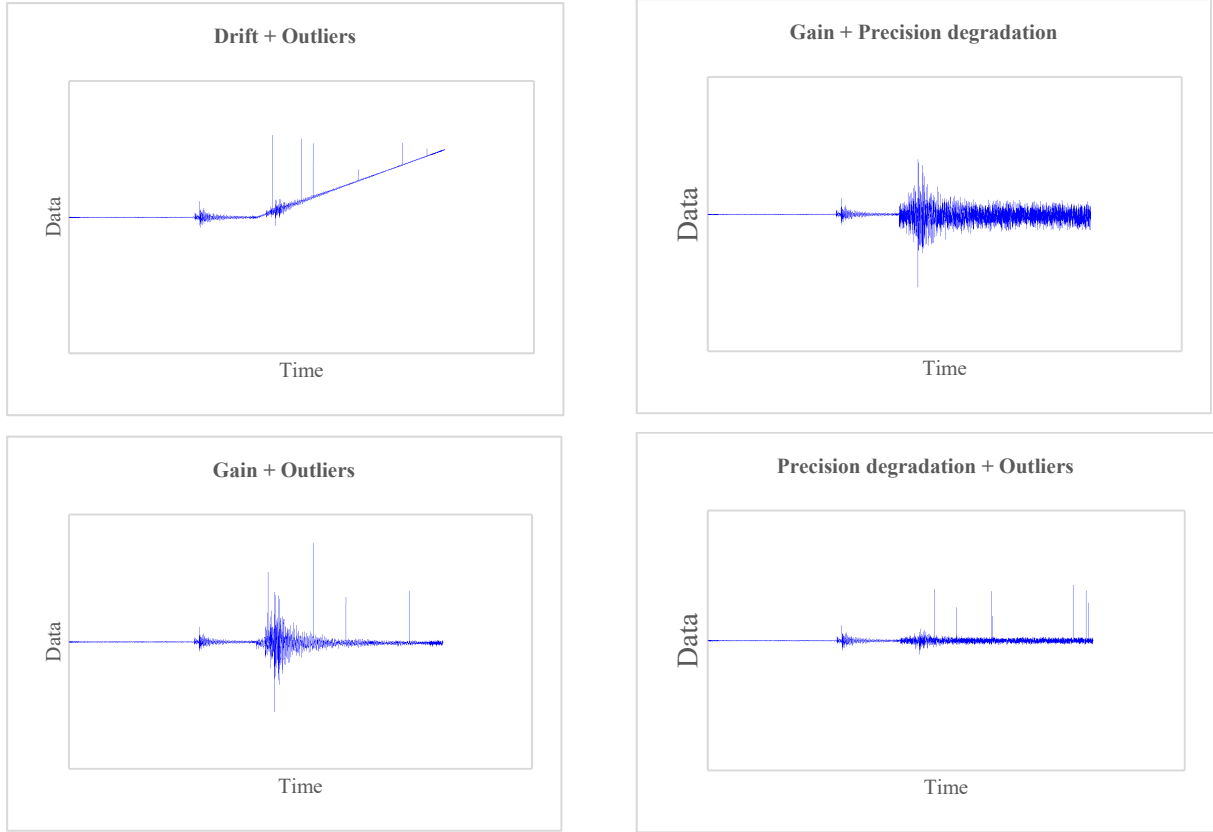 Drift + Outliers
Data
Time
Gain + Precision degradation
Data
Time
Gain + Outliers
Data
Time
Precision degradation + Outliers
Data
Time